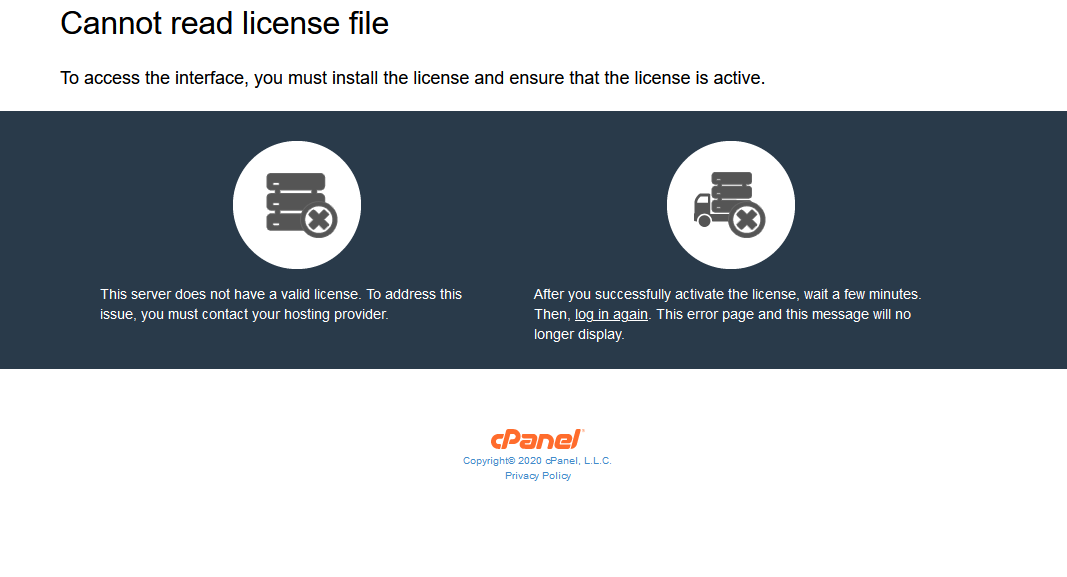 Cannot read license file
To access the interface, you must install the license and ensure that the license is active.
This server does not have a valid license. To address this
issue, you must contact your hosting provider.
After you successfully activate the license, wait a few minutes.
Then, log in again. This error page and this message will no
longer display.
cPanel
Copyright© 2020 cPanel, L.L.C.
Privacy Policy